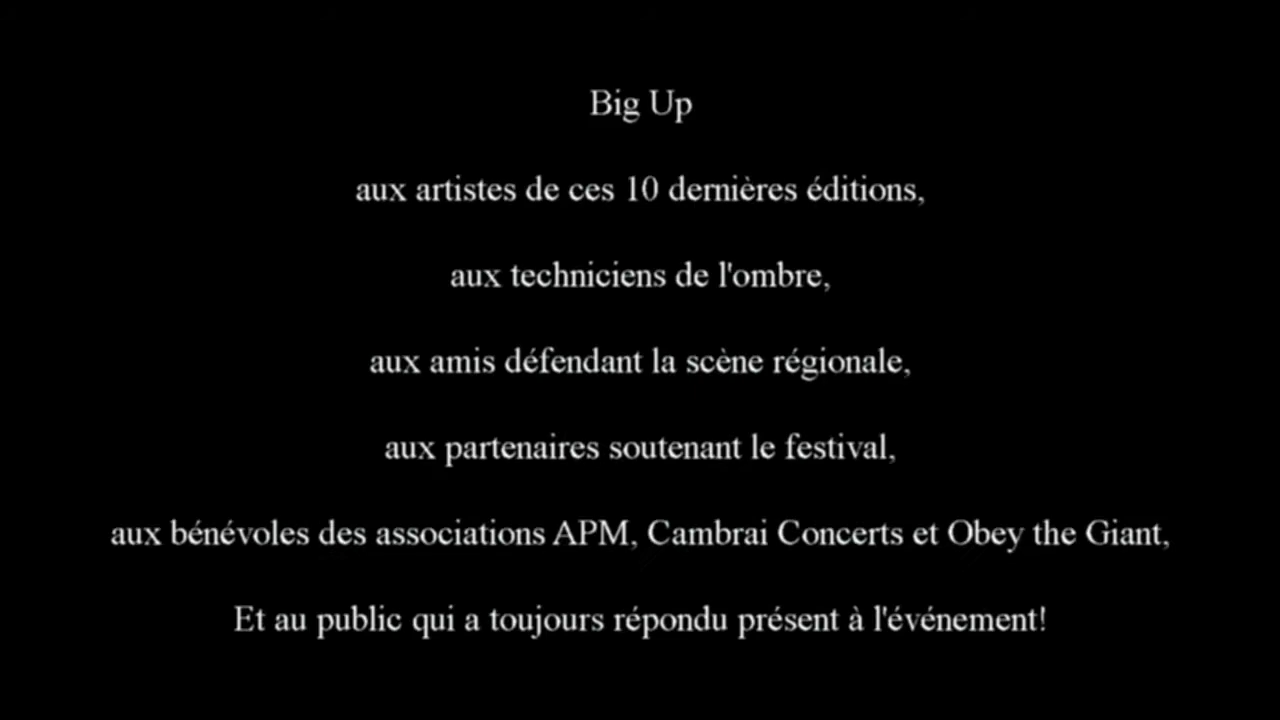 Big Up
aux artistes de ces 10 dernières éditions,
aux techniciens de l'ombre,
aux amis défendant la scène régionale,
aux partenaires soutenant le festival,
aux bénévoles des associations APM, Cambrai Concerts et Obey the Giant,
Et au public qui a toujours répondu présent à l'événement!